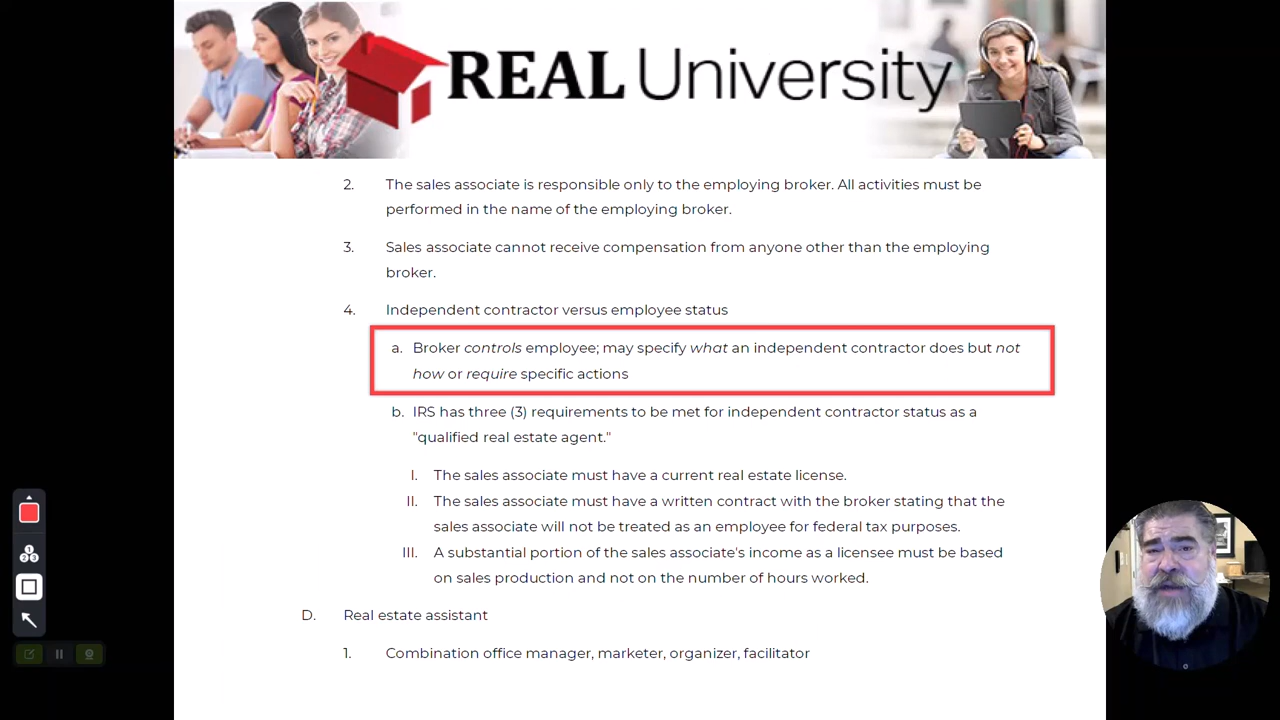 REAL University
2. The sales associate is responsible only to the employing broker. All activities must be
performed in the name of the employing broker.
3. Sales associate cannot receive compensation from anyone other than the employing
broker.
4. Independent contractor versus employee status
a. Broker controls employee; may specify what an independent contractor does but not
how or require specific actions
b. IRS has three (3) requirements to be met for independent contractor status as a
"qualified real estate agent."
I. The sales associate must have a current real estate license.
II. The sales associate must have a written contract with the broker stating that the
sales associate will not be treated as an employee for federal tax purposes.
III. A substantial portion of the sales associate's income as a licensee must be based
on sales production and not on the number of hours worked.
D. Real estate assistant
1. Combination office manager, marketer, organizer, facilitator